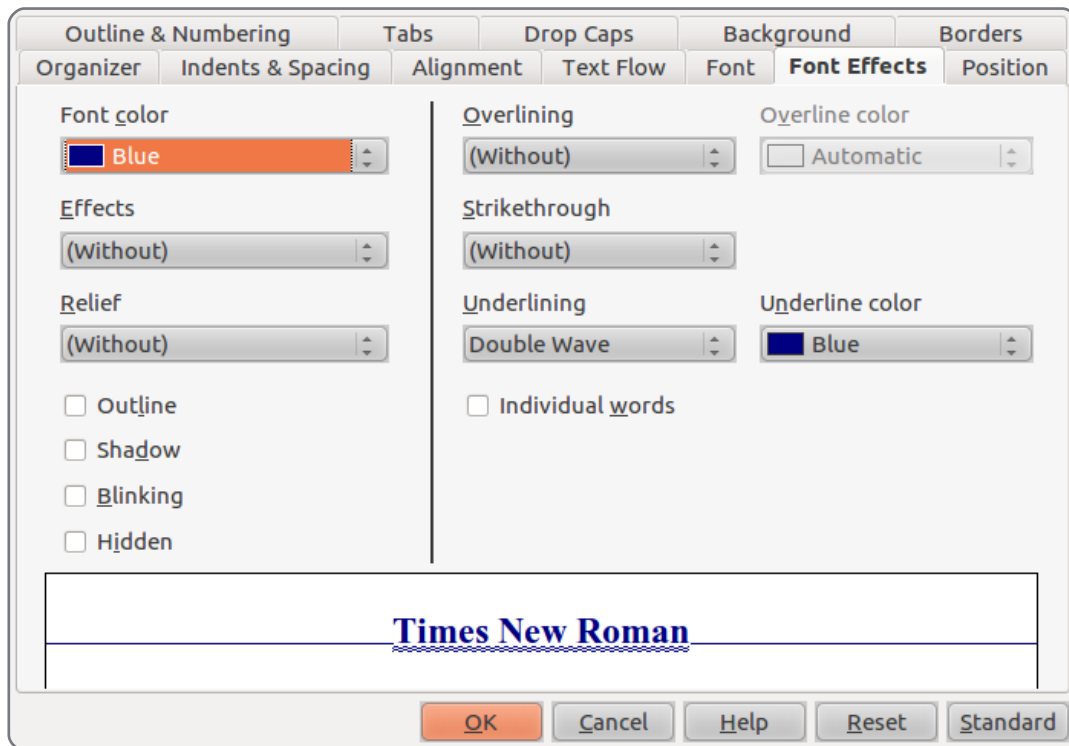 Outline & Numbering Tabs Drop Caps Background Borders
Organizer Indents & Spacing Alignment Text Flow Font Font Effects Position
Font color
Blue
Effects
(Without)
Relief
(Without)
Outline
Shadow
Blinking
Hidden
Overlining Overline color
(Without) Automatic
Strikethrough
(Without)
Underlining Underline color
Double Wave Blue
Individual words
Times New Roman
OK Cancel Help Reset Standard